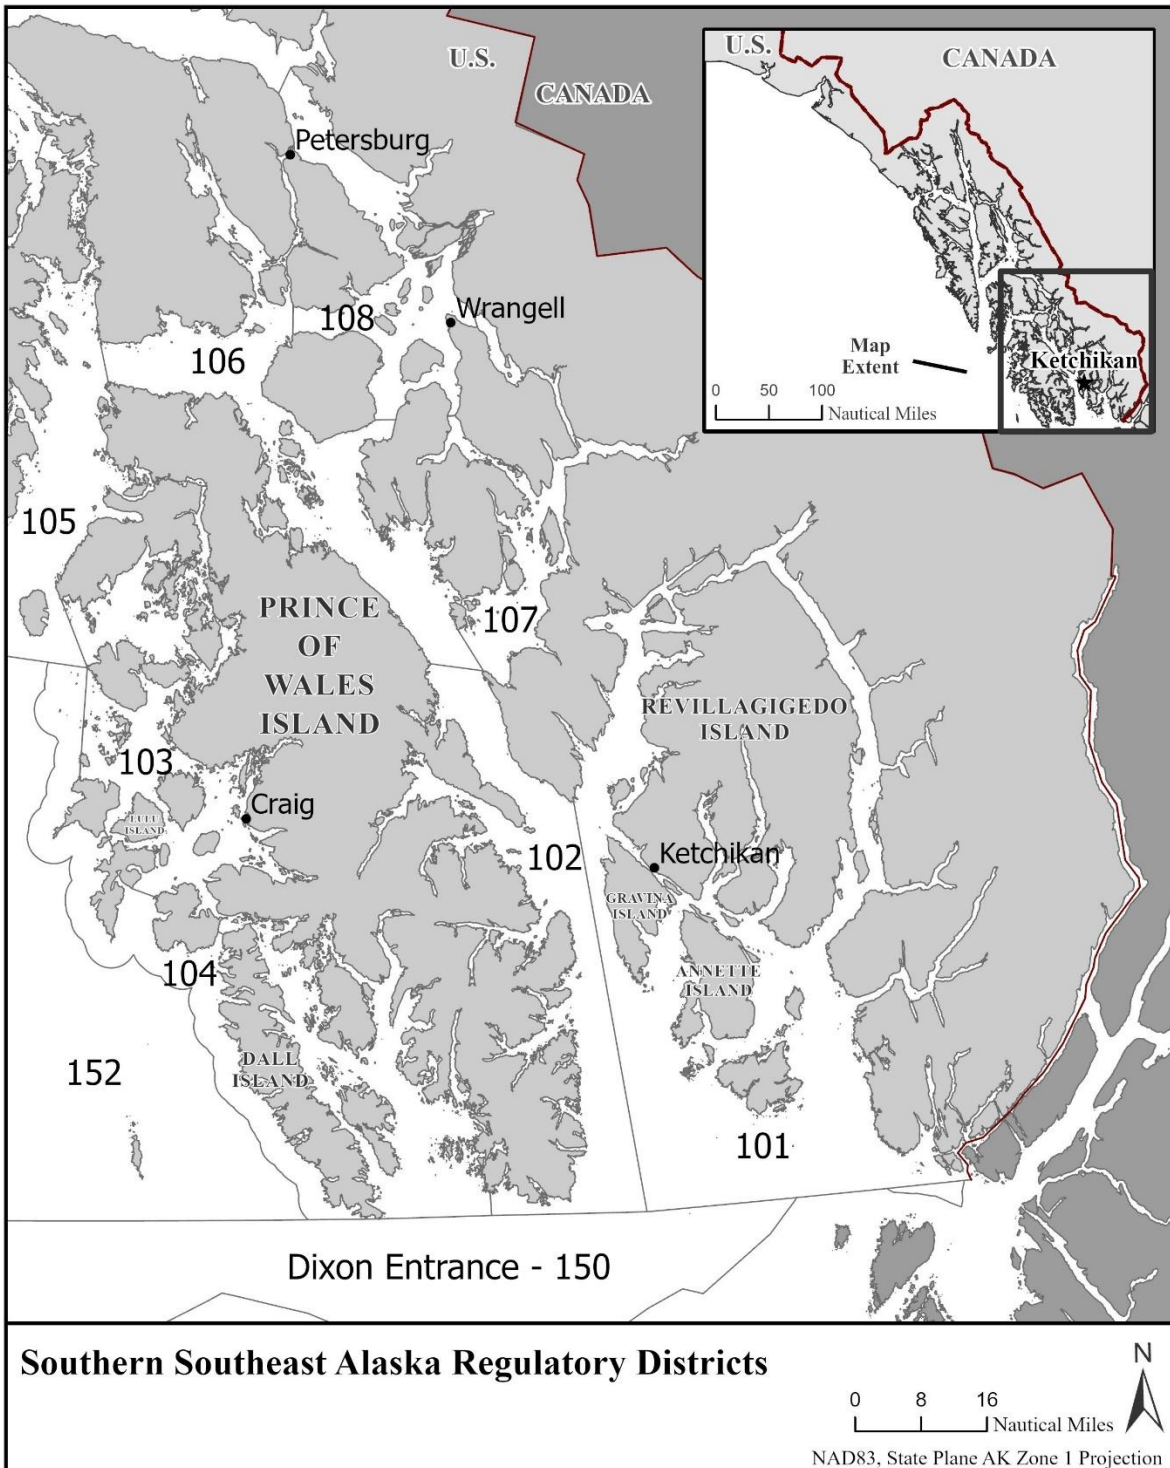 U.S.
CANADA
U.S.
CANADA
Petersburg
108
Wrangell
106
Map
Extent
Ketchikan
0 50 100
Nautical Miles
105
PRINCE
OF
WALES
ISLAND
107
REVILLAGIGEDO
ISLAND
103
Craig
LULU
ISLAND
102
Ketchikan
GRAVINA
ISLAND
104
ANNETTE
ISLAND
152
DALL
ISLAND
101
Dixon Entrance - 150
Southern Southeast Alaska Regulatory Districts
N
0 8 16
Nautical Miles
NAD83, State Plane AK Zone 1 Projection